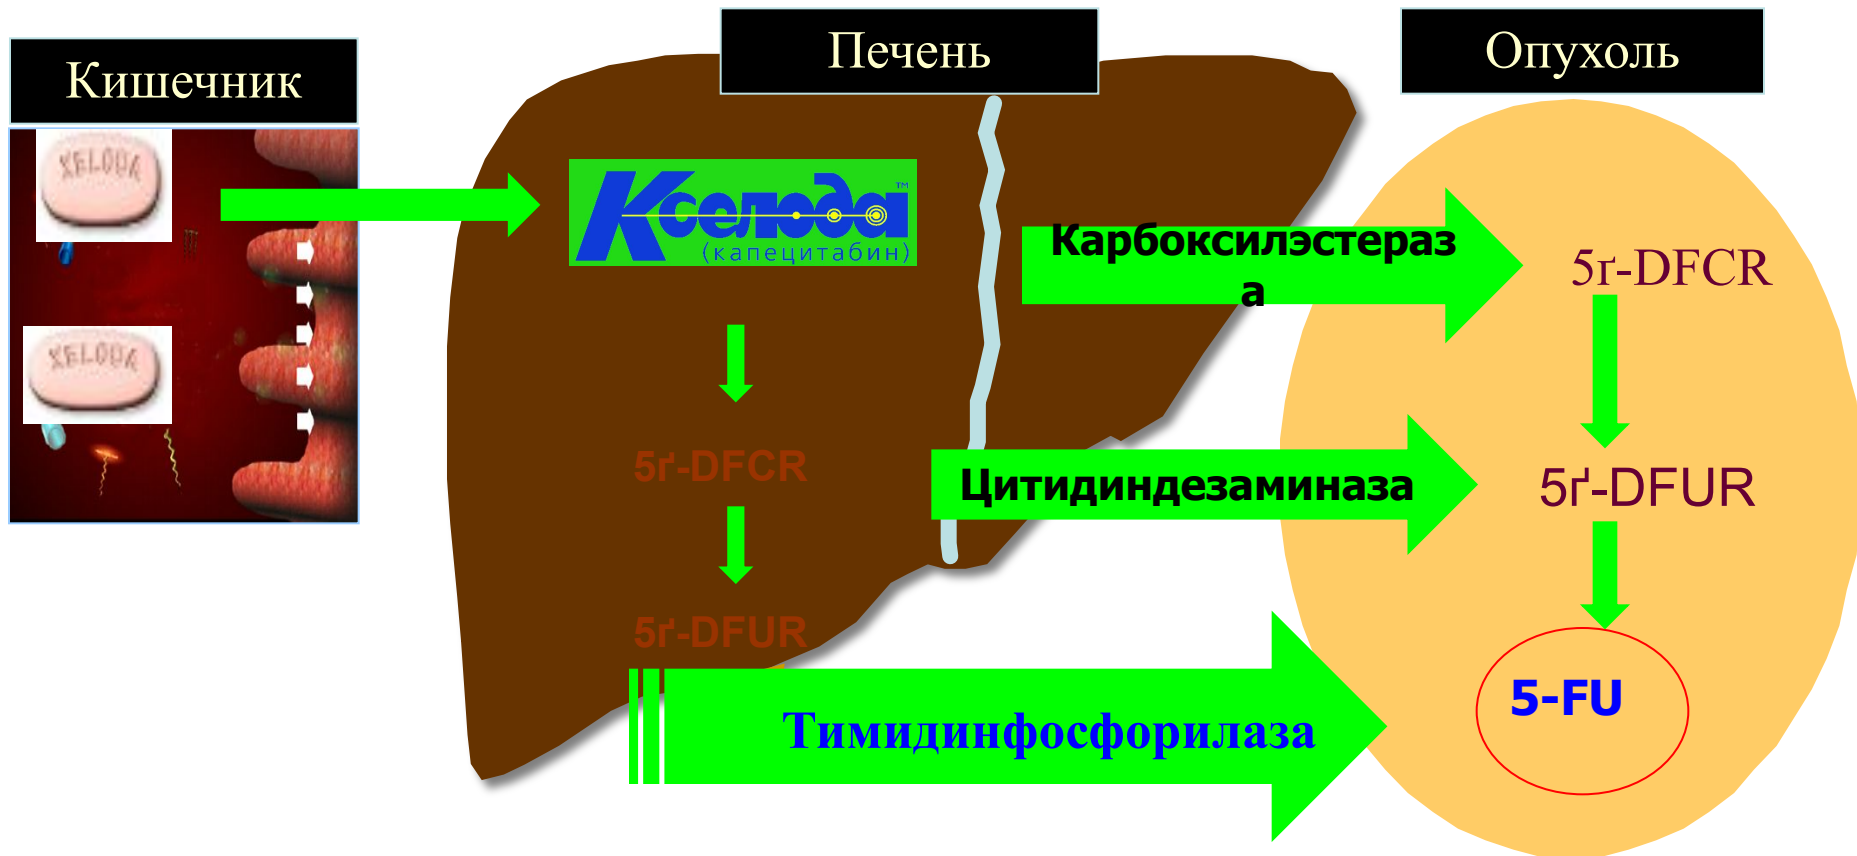 Кишечник
Печень
Опухоль
XELODA
XELODA
Кселода™
(капецитабин)
Карбоксилэстераз
а
5ґ-DFCR
5ґ-DFCR
Цитидиндезаминаза
5ґ-DFUR
5ґ-DFUR
Тимидинфосфорилаза
5-FU